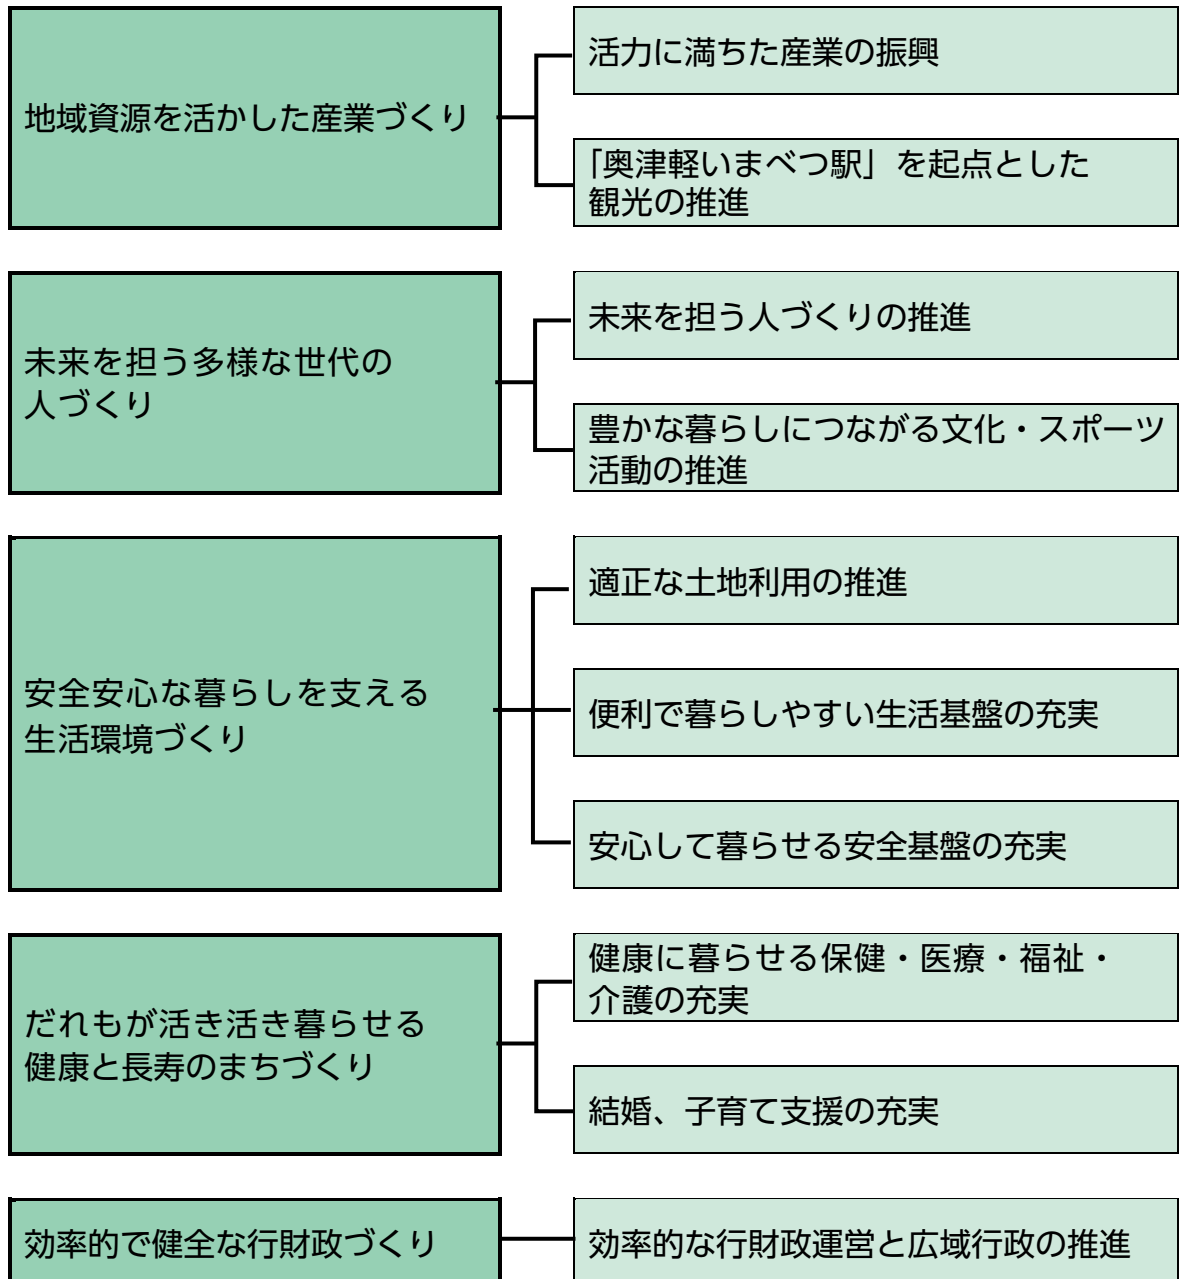 地域資源を活かした産業づくり
活力に満ちた産業の振興
「奥津軽いまべつ駅」を起点とした
観光の推進
未来を担う多様な世代の
人づくり
未来を担う人づくりの推進
豊かな暮らしにつながる文化・スポーツ
活動の推進
安全安心な暮らしを支える
生活環境づくり
適正な土地利用の推進
便利で暮らしやすい生活基盤の充実
安心して暮らせる安全基盤の充実
だれもが活き活き暮らせる
健康と長寿のまちづくり
健康に暮らせる保健・医療・福祉・
介護の充実
結婚、子育て支援の充実
効率的で健全な行財政づくり
効率的な行財政運営と広域行政の推進